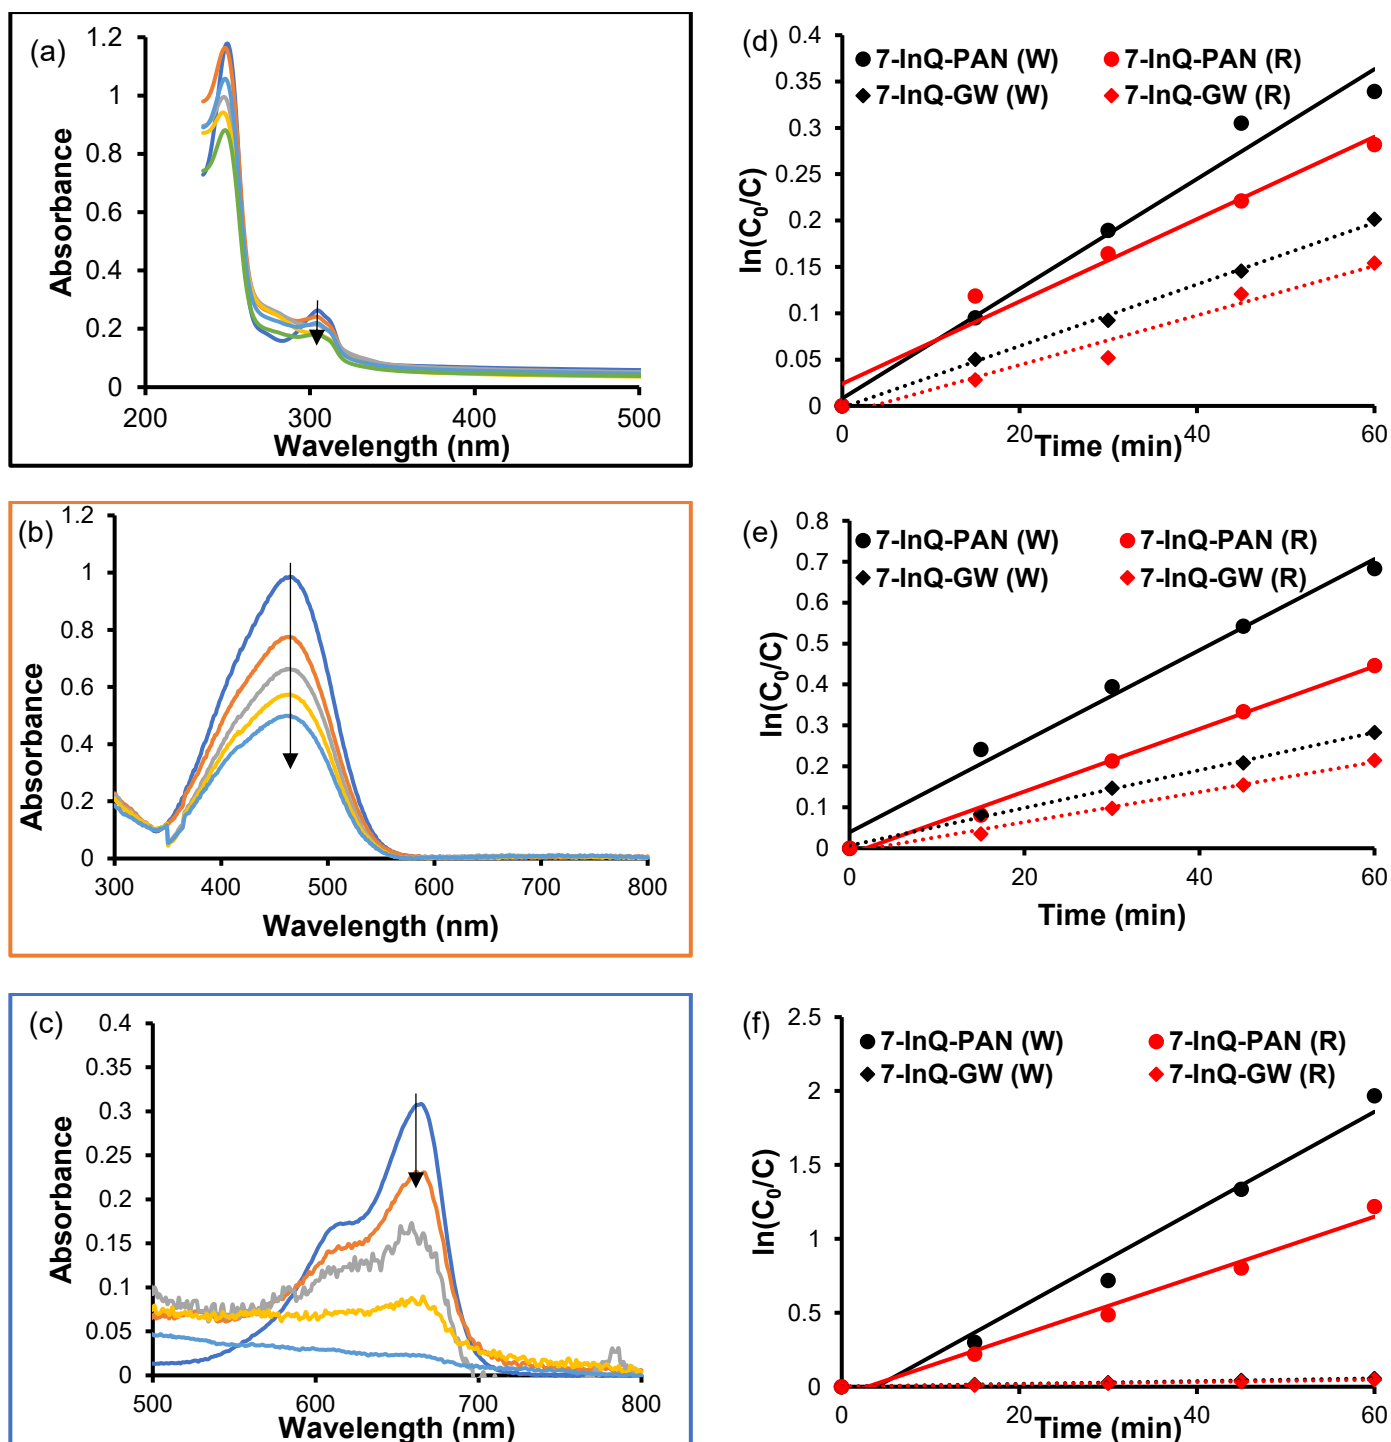 (a)
1.2
1
0.8
0.6
0.4
0.2
0
Absorbance
200
300
400
500
Wavelength (nm)
(d)
0.4
0.35
0.3
0.25
0.2
0.15
0.1
0.05
0
ln(C₀/C)
7-InQ-PAN (W)
7-InQ-PAN (R)
7-InQ-GW (W)
7-InQ-GW (R)
0
20
40
60
Time (min)
(b)
1.2
1
0.8
0.6
0.4
0.2
0
Absorbance
300
400
500
600
700
800
Wavelength (nm)
(e)
0.8
0.7
0.6
0.5
0.4
0.3
0.2
0.1
0
ln(C₀/C)
7-InQ-PAN (W)
7-InQ-PAN (R)
7-InQ-GW (W)
7-InQ-GW (R)
0
20
40
60
Time (min)
(c)
0.4
0.35
0.3
0.25
0.2
0.15
0.1
0.05
0
Absorbance
500
600
700
800
Wavelength (nm)
(f)
2.5
2
1.5
1
0.5
0
ln(C₀/C)
7-InQ-PAN (W)
7-InQ-PAN (R)
7-InQ-GW (W)
7-InQ-GW (R)
0
20
40
60
Time (min)